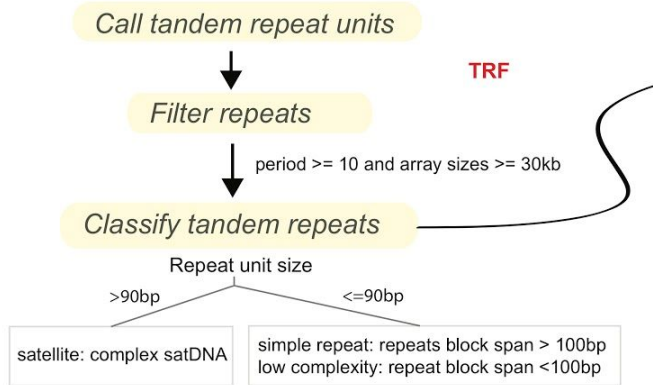 Call tandem repeat units
TRF
Filter repeats
period >= 10 and array sizes >= 30kb
Classify tandem repeats
Repeat unit size
>90bp
<=90bp
satellite: complex satDNA
simple repeat: repeats block span > 100bp
low complexity: repeat block span <100bp